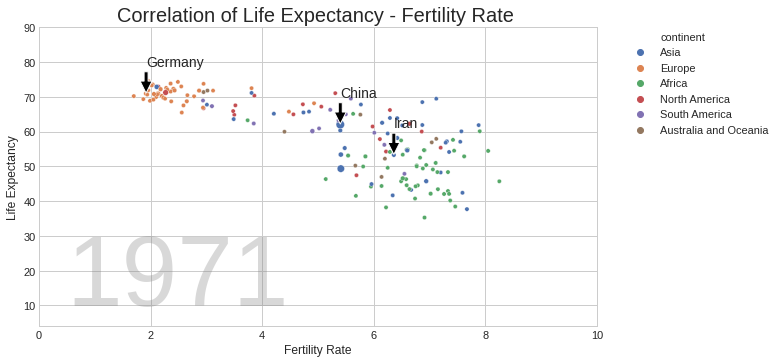 Correlation of Life Expectancy - Fertility Rate
90
80
70
60
50
40
30
20
10
Life Expectancy
Germany
China
Iran
1971
0
2
4
6
8
10
Fertility Rate
continent
Asia
Europe
Africa
North America
South America
Australia and Oceania